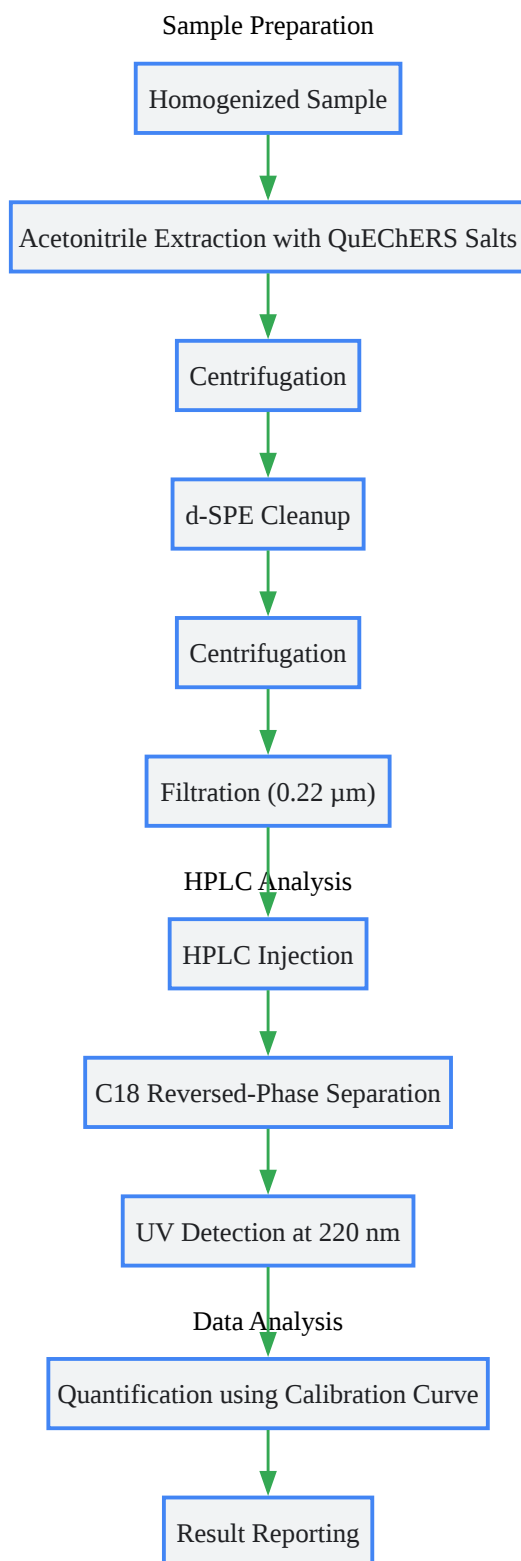 Sample Preparation
Homogenized Sample
Acetonitrile Extraction with QuEChERS Salts
Centrifugation
d-SPE Cleanup
Centrifugation
Filtration (0.22 µm)
HPLC Analysis
HPLC Injection
C18 Reversed-Phase Separation
UV Detection at 220 nm
Data Analysis
Quantification using Calibration Curve
Result Reporting